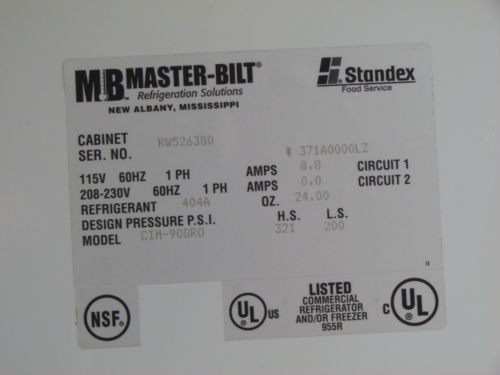 MB MASTER-BILT®
Refrigeration Solutions™
NEW ALBANY, MISSISSIPPI
S. Standex
Food Service
CABINET
SER. NO. RW526380 371A0000LZ
115V 60HZ 1 PH AMPS 8.8 CIRCUIT 1
208-230V 60HZ 1 PH AMPS 0.0 CIRCUIT 2
REFRIGERANT 404A OZ. 24.00
DESIGN PRESSURE P.S.I. H.S. L.S.
MODEL CIM-90GRO 321 200
NSF®
UL® US
LISTED
COMMERCIAL
REFRIGERATOR
AND/OR FREEZER
955R
C UL®